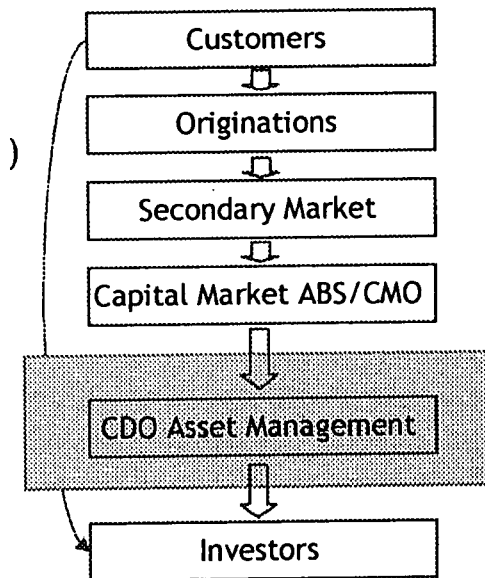 Customers
Originations
)
Secondary Market
Capital Market ABS/CMO
CDO Asset Management
Investors